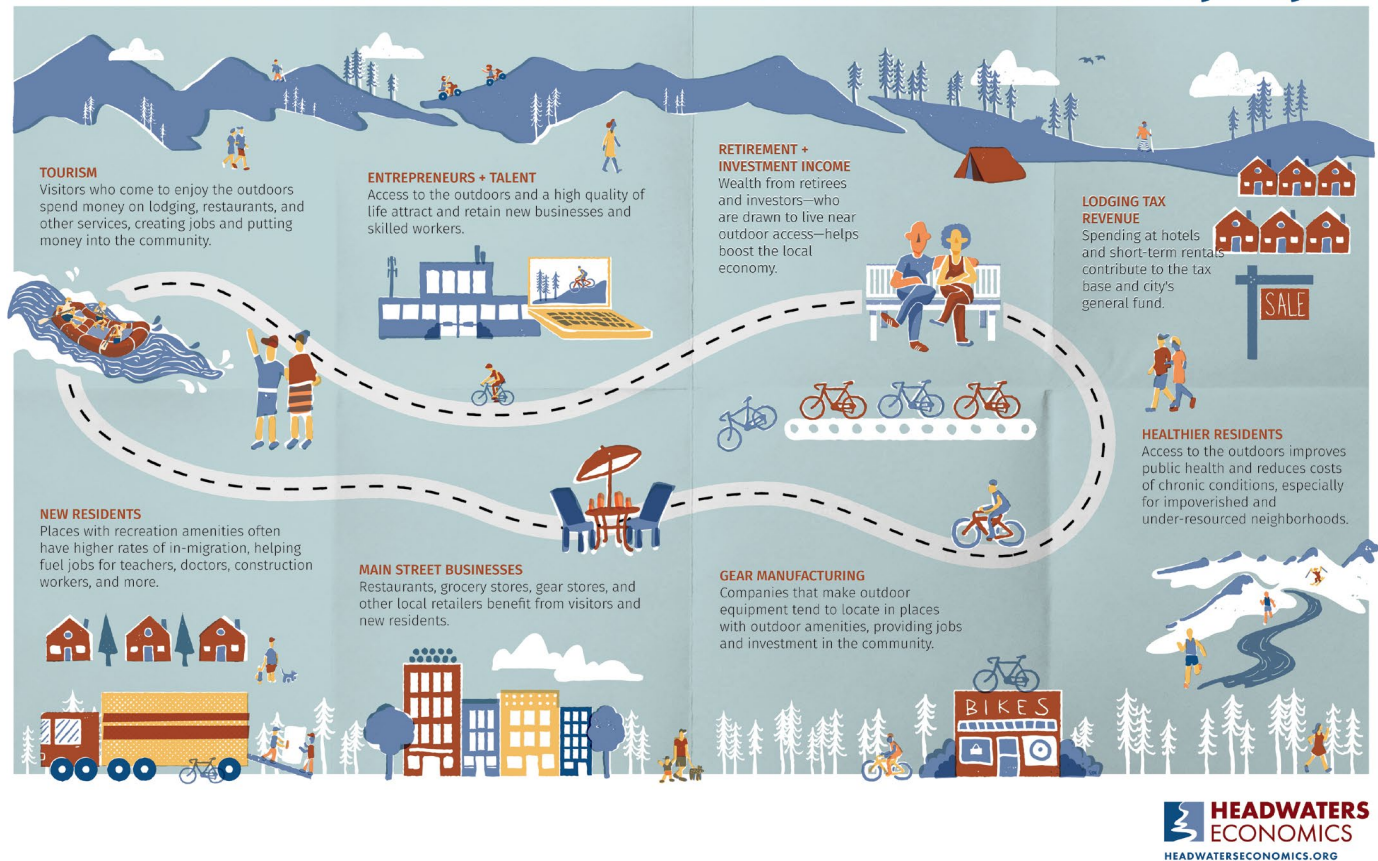 TOURISM
Visitors who come to enjoy the outdoors
spend money on lodging, restaurants, and
other services, creating jobs and putting
money into the community.
ENTREPRENEURS + TALENT
Access to the outdoors and a high quality of
life attract and retain new businesses and
skilled workers.
RETIREMENT +
INVESTMENT INCOME
Wealth from retirees
and investors—who
are drawn to live near
outdoor access—helps
boost the local
economy.
LODGING TAX
REVENUE
Spending at hotels
and short-term rentals
contribute to the tax
base and city's
general fund.
SALE
HEALTHIER RESIDENTS
Access to the outdoors improves
public health and reduces costs
of chronic conditions, especially
for impoverished and
under-resourced neighborhoods.
NEW RESIDENTS
Places with recreation amenities often
have higher rates of in-migration, helping
fuel jobs for teachers, doctors, construction
workers, and more.
MAIN STREET BUSINESSES
Restaurants, grocery stores, gear stores, and
other local retailers benefit from visitors and
new residents.
GEAR MANUFACTURING
Companies that make outdoor
equipment tend to locate in places
with outdoor amenities, providing jobs
and investment in the community.
BIKES
HEADWATERS
ECONOMICS
HEADWATERSECONOMICS.ORG